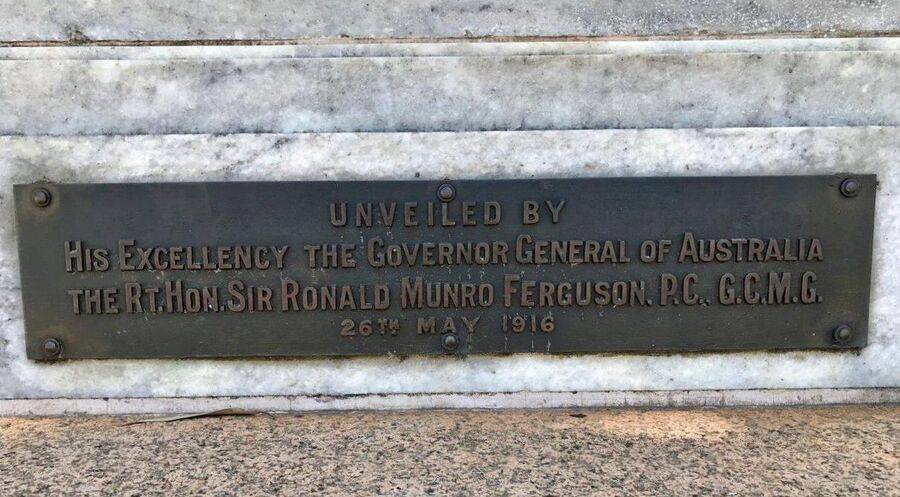 UNVEILED BY
HIS EXCELLENCY THE GOVERNOR GENERAL OF AUSTRALIA
THE RT. HON. SIR RONALD MUNRO FERGUSON. P.C. G.C.M.G.
26TH MAY 1916